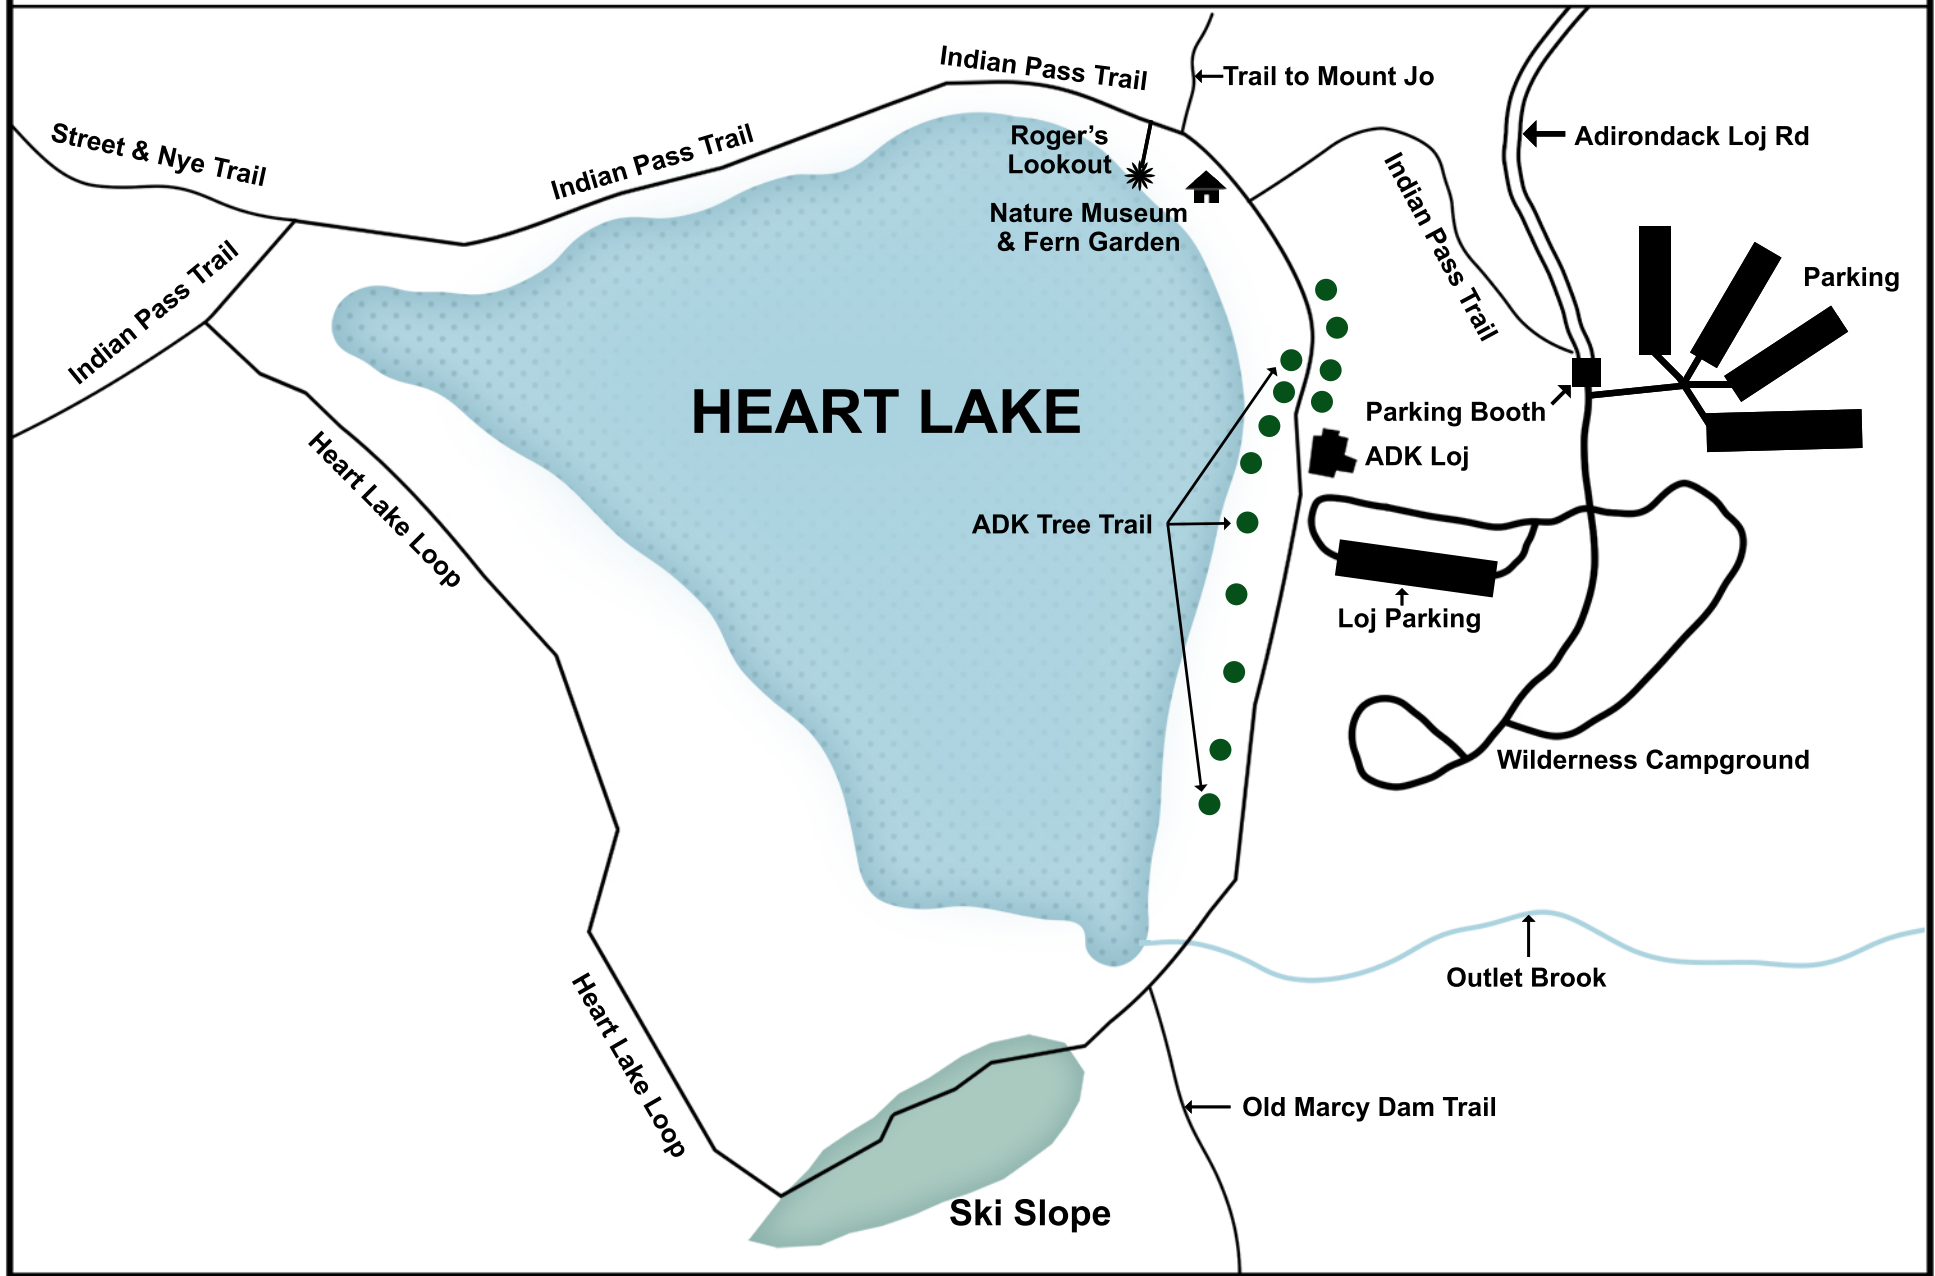 Indian Pass Trail
Trail to Mount Jo
Street & Nye Trail
Indian Pass Trail
Roger's
Lookout
Adirondack Loj Rd
Nature Museum
& Fern Garden
Indian Pass Trail
Indian Pass Trail
Parking
HEART LAKE
Parking Booth
ADK Loj
Heart Lake Loop
ADK Tree Trail
Loj Parking
Wilderness Campground
Outlet Brook
Heart Lake Loop
Old Marcy Dam Trail
Ski Slope